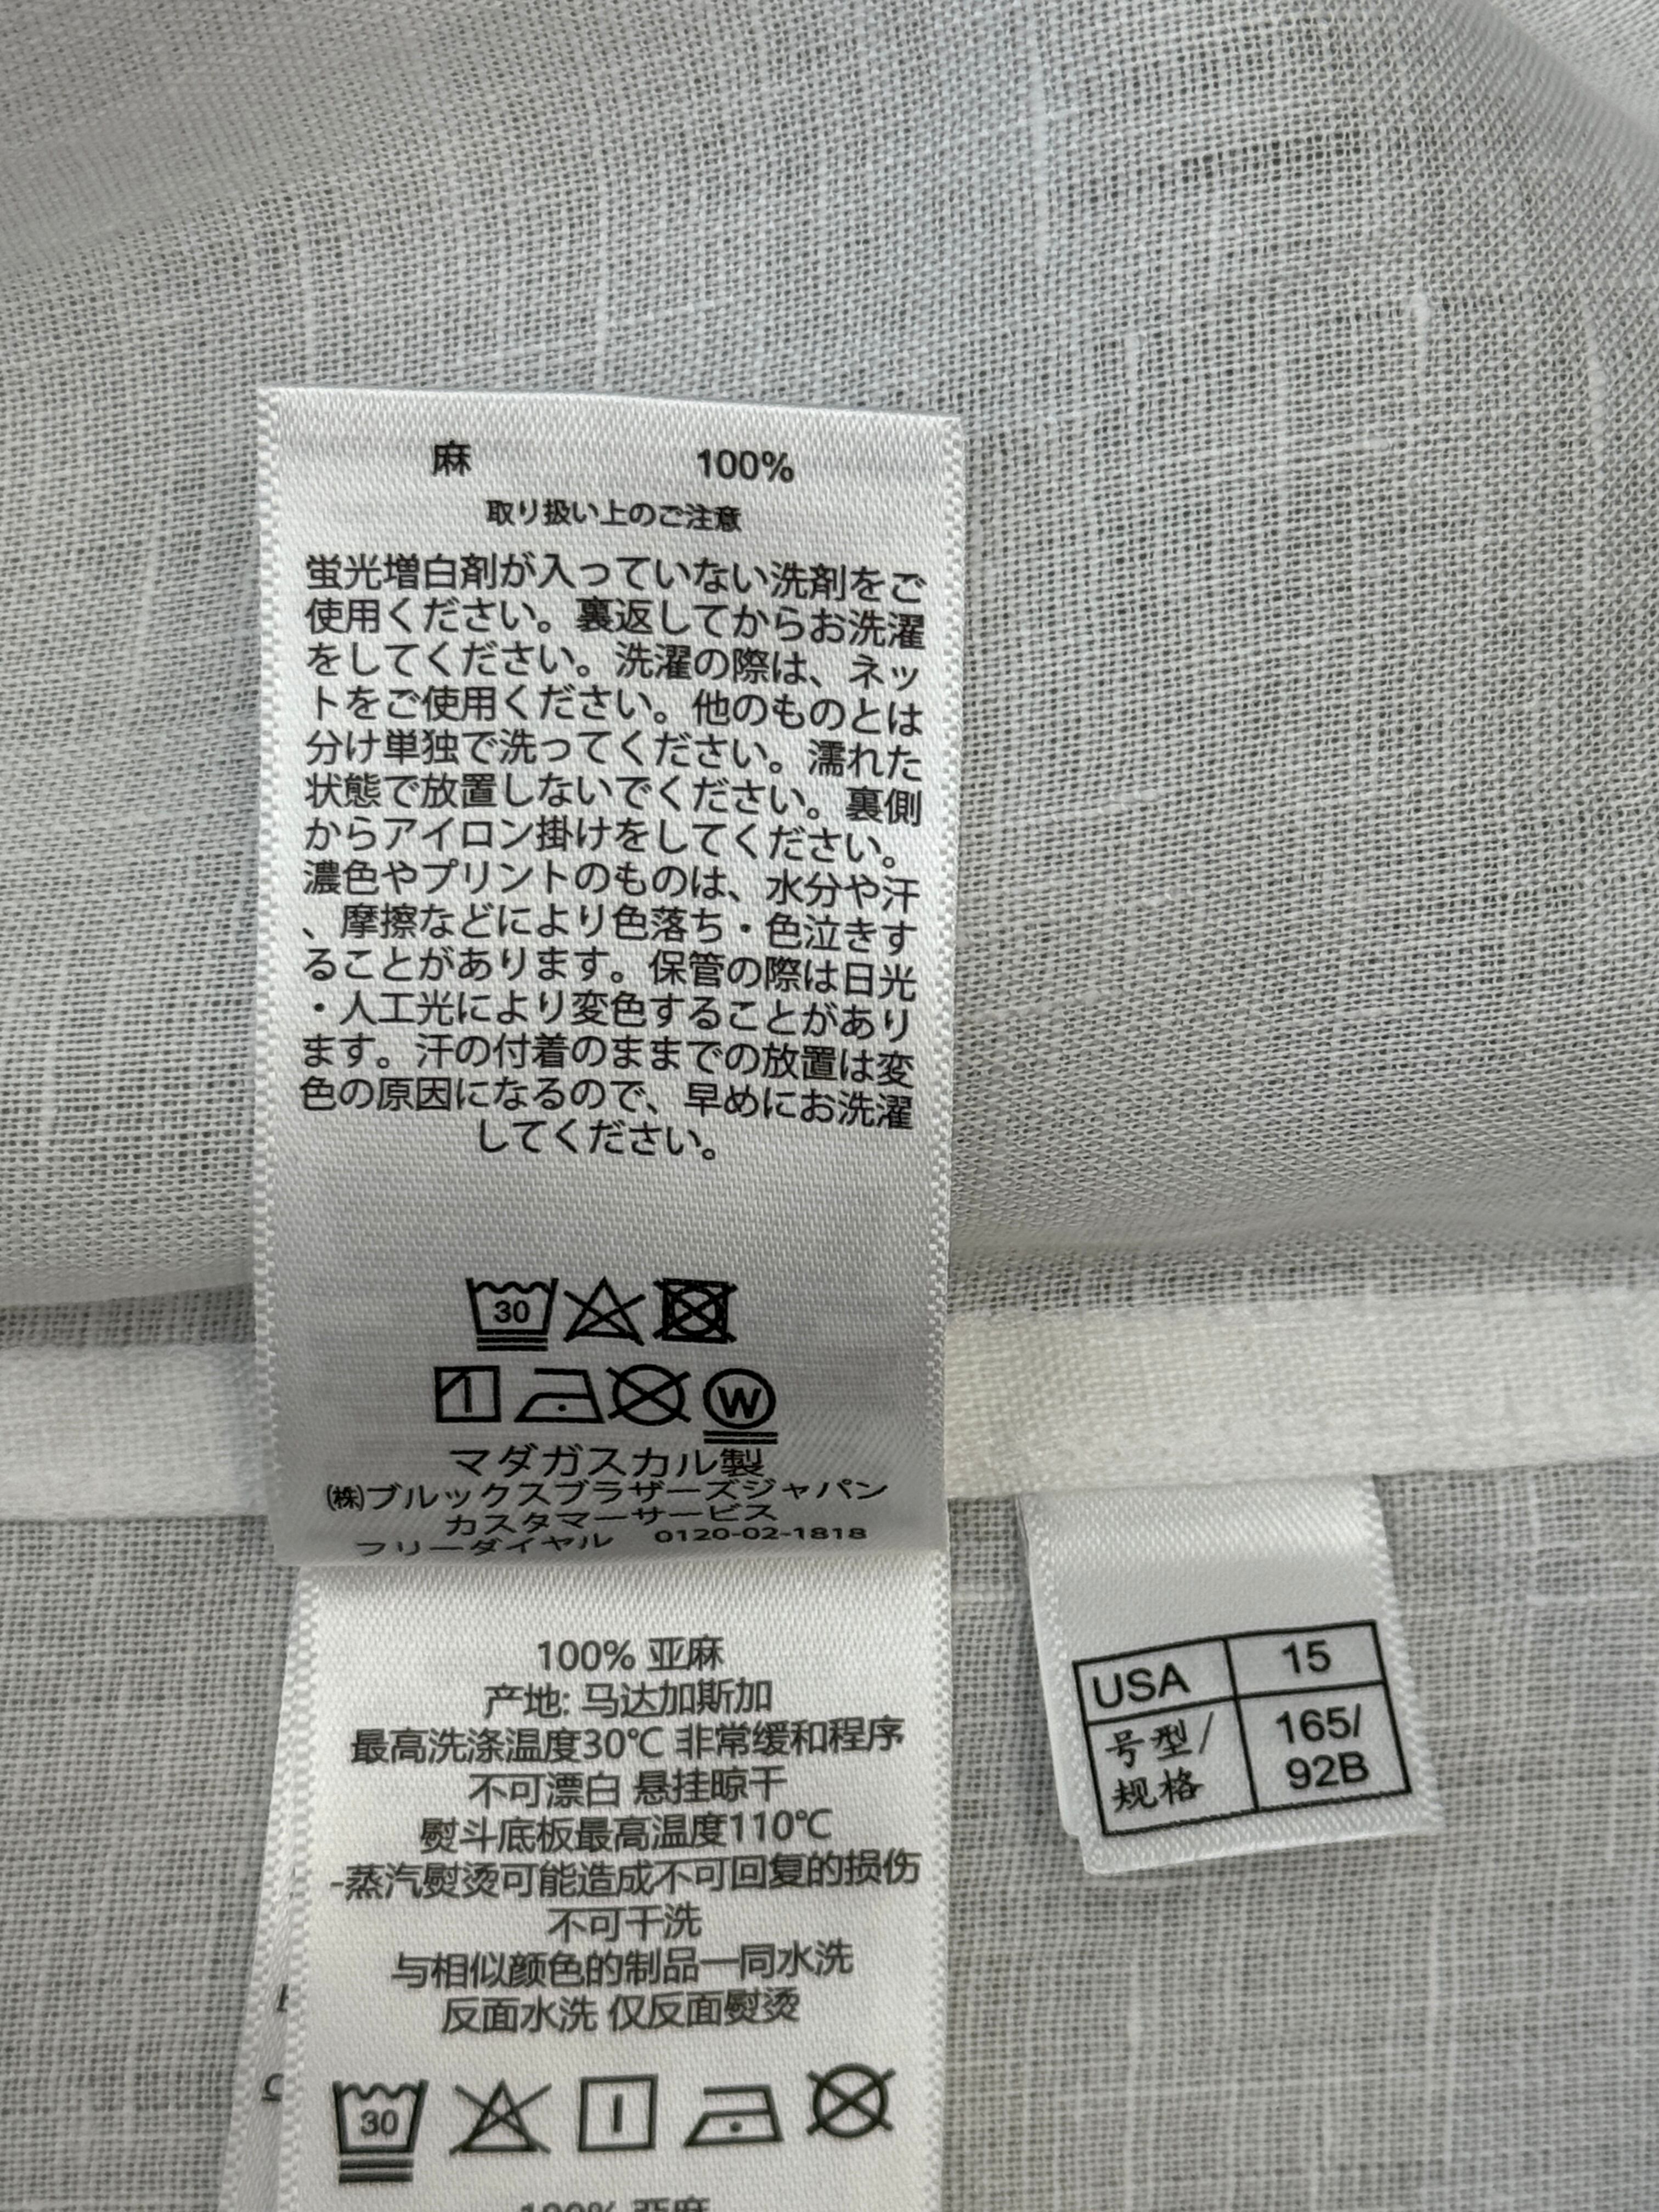 麻 100%
取り扱い上のご注意
蛍光増白剤が入っていない洗剤をご
使用ください。裏返してからお洗濯
をしてください。洗濯の際は、ネッ
トをご使用ください。他のものとは
分け単独で洗ってください。濡れた
状態で放置しないでください。裏側
からアイロン掛けをしてください。
濃色やプリントのものは、水分や汗
、摩擦などにより色落ち・色泣きす
ることがあります。保管の際は日光
・人工光により変色することがあり
ます。汗の付着のままでの放置は変
色の原因になるので、早めにお洗濯
してください。
30
W
マダガスカル製
㈱ブルックスブラザーズジャパン
カスタマーサービス
フリーダイヤル 0120-02-1818
100% 亚麻
产地: 马达加斯加
最高洗涤温度30℃ 非常缓和程序
不可漂白 悬挂晾干
熨斗底板最高温度110℃
-蒸汽熨烫可能造成不可回复的损伤
不可干洗
与相似颜色的制品一同水洗
反面水洗 仅反面熨烫
30
100% 亚麻
USA 15
号型/ 165/
规格 92B